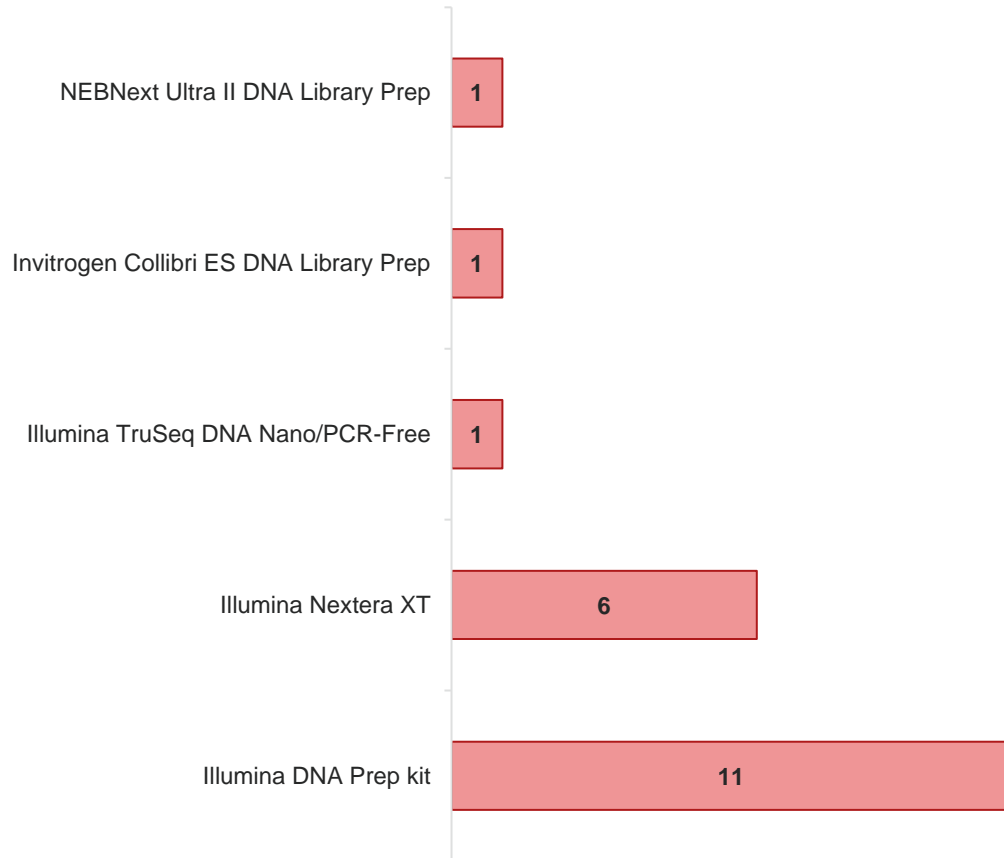 NEBNext Ultra II DNA Library Prep 1
Invitrogen Collibri ES DNA Library Prep 1
Illumina TruSeq DNA Nano/PCR-Free 1
Illumina Nextera XT 6
Illumina DNA Prep kit 11